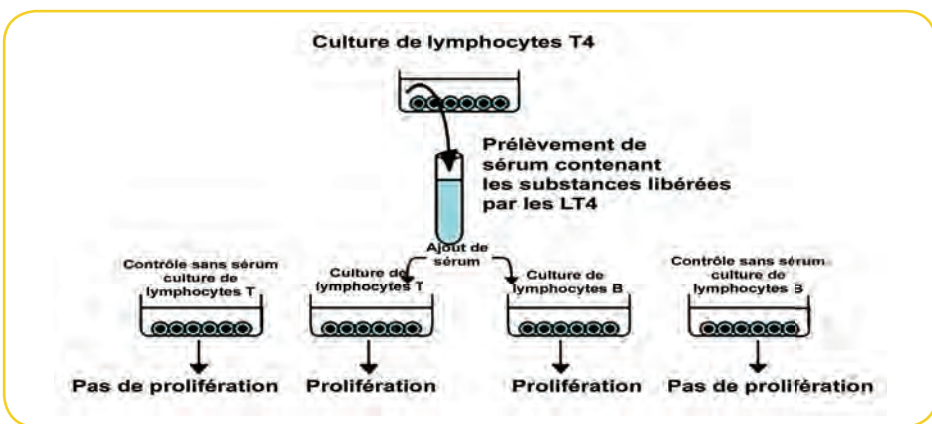 Culture de lymphocytes T4
Prélèvement de
sérum contenant
les substances libérées
par les LT4
Ajout de
sérum
Contrôle sans sérum
culture de
lymphocytes T
Culture de
lymphocytes T
Culture de
lymphocytes B
Contrôle sans sérum
culture de
lymphocytes B
Pas de prolifération
Prolifération
Prolifération
Pas de prolifération